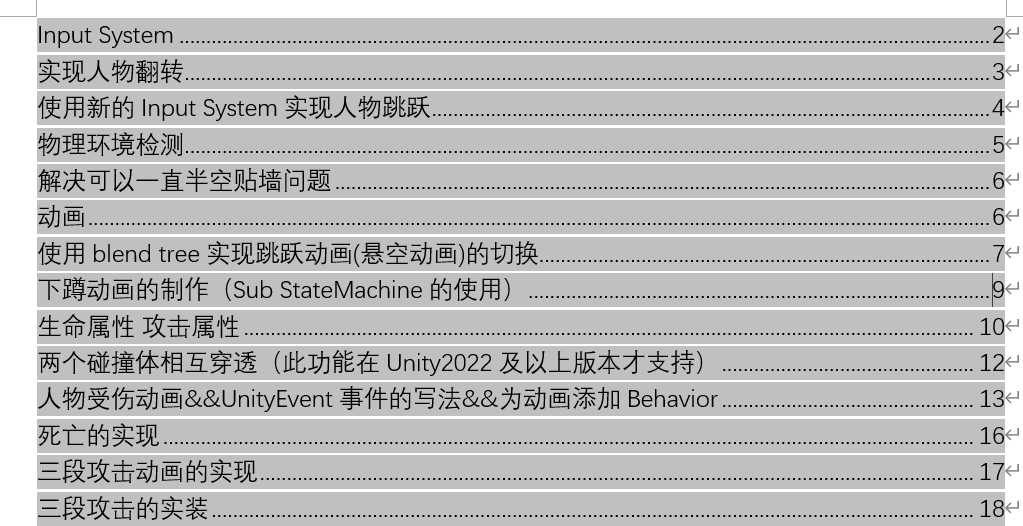 Input System 2
实现人物翻转 3
使用新的 Input System 实现人物跳跃 4
物理环境检测 5
解决可以一直半空贴墙问题 6
动画 6
使用 blend tree 实现跳跃动画(悬空动画)的切换 7
下蹲动画的制作（Sub StateMachine 的使用） 9
生命属性 攻击属性 10
两个碰撞体相互穿透（此功能在 Unity2022 及以上版本才支持） 12
人物受伤动画&&UnityEvent 事件的写法&&为动画添加 Behavior 13
死亡的实现 16
三段攻击动画的实现 17
三段攻击的实装 18